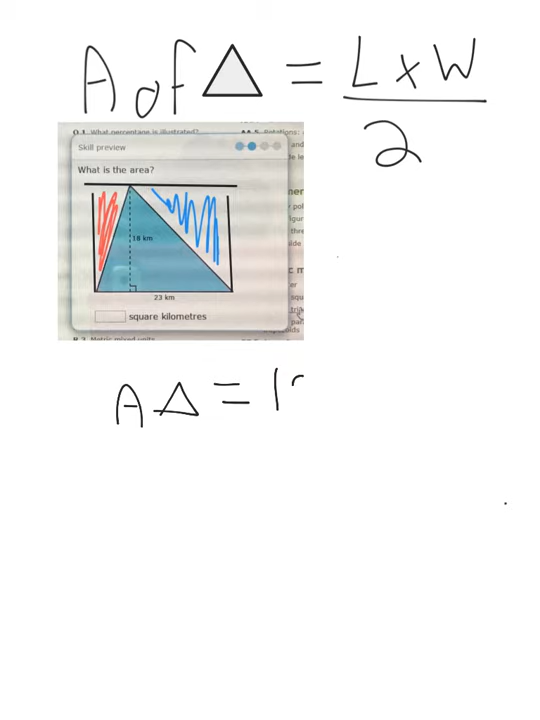 A of △ = L x W
2
Skill preview
What is the area?
18 km
23 km
square kilometres
A △ = 1